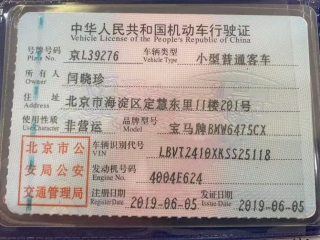 中华人民共和国机动车行驶证
Vehicle License of the People's Republic of China
号牌号码 京L39276 车辆类型 小型普通客车
Plate No. Vehicle Type
所有人 闫晓珍
Owner
住址 北京市海淀区定慧东里11楼201号
Address
使用性质 非营运 品牌型号 宝马牌BMW6475CX
Use Character Model
北京市公安局公安交通管理局
车辆识别代号 LBVT2410XKSS25118
VIN
发动机号码 4004E624
Engine No.
注册日期 2019-06-05 发证日期 2019-06-05
Register Date Issue Date